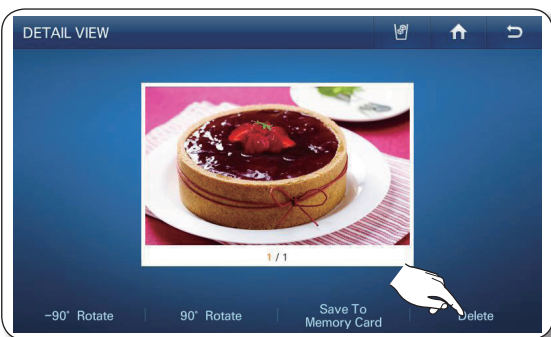 DETAIL VIEW
1 / 1
-90° Rotate
90° Rotate
Save To
Memory Card
Delete